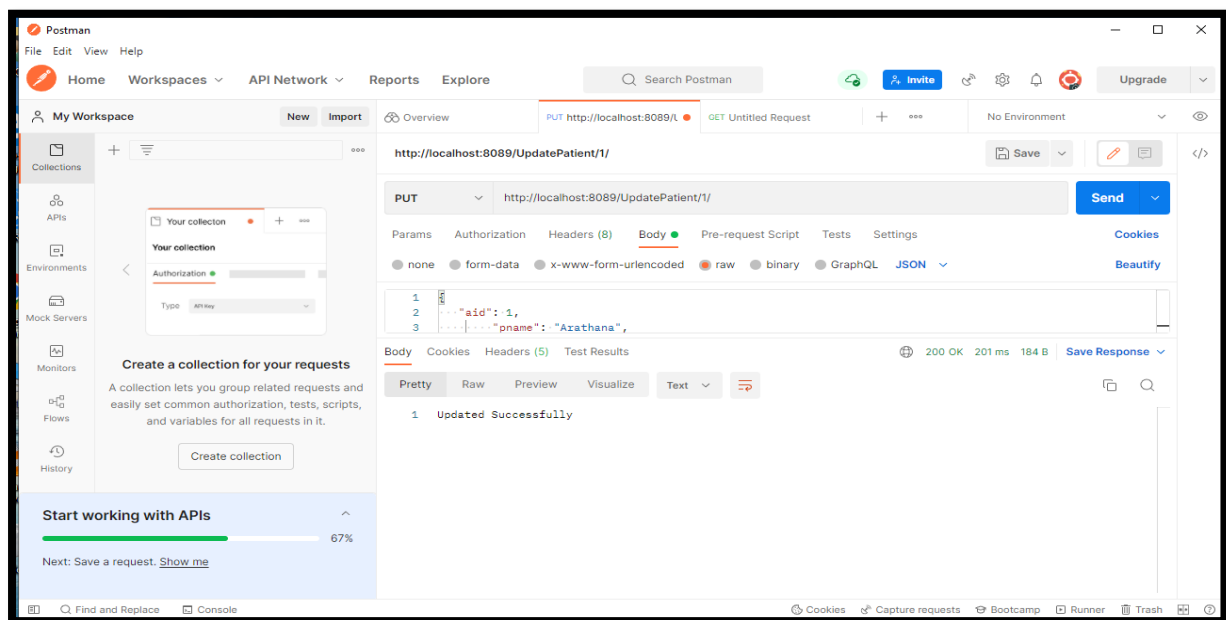 Postman
File Edit View Help
Home Workspaces API Network Reports Explore Search Postman Invite Upgrade
My Workspace New Import Overview PUT http://localhost:8089/U GET Untitled Request No Environment
Collections
APIs
Environments
Mock Servers
Monitors
Flows
History
Your collecton
Your collection
Authorization
Type API Key
Create a collection for your requests
A collection lets you group related requests and
easily set common authorization, tests, scripts,
and variables for all requests in it.
Create collection
Start working with APIs
67%
Next: Save a request. Show me
http://localhost:8089/UpdatePatient/1/ Save
PUT http://localhost:8089/UpdatePatient/1/ Send
Params Authorization Headers (8) Body Pre-request Script Tests Settings Cookies
none form-data x-www-form-urlencoded raw binary GraphQL JSON Beautify
1 {
2 "aid": 1,
3 "pname": "Arathana",
Body Cookies Headers (5) Test Results 200 OK 201 ms 184 B Save Response
Pretty Raw Preview Visualize Text
1 Updated Successfully
Find and Replace Console Cookies Capture requests Bootcamp Runner Trash